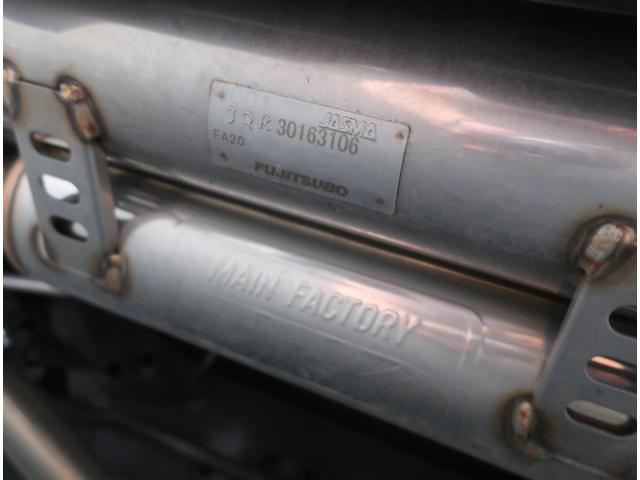 JASMA
JQR 30163106
FA20
FUJITSUBO
MAIN FACTORY